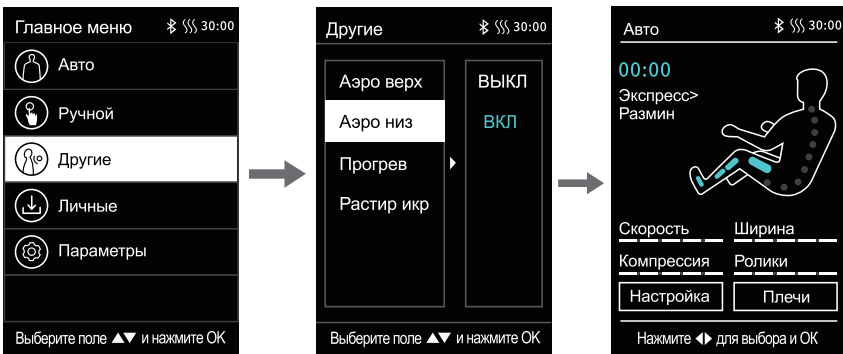 Главное меню 30:00
Авто
Ручной
Другие
Личные
Параметры
Выберите поле ▲▼ и нажмите OK
Другие 30:00
Аэро верх
Аэро низ
Прогрев
Растир икр
ВЫКЛ
ВКЛ
Выберите поле ▲▼ и нажмите OK
Авто 30:00
00:00
Экспресс>
Размин
Скорость Ширина
Компрессия Ролики
Настройка Плечи
Нажмите ◀▶ для выбора и ОК